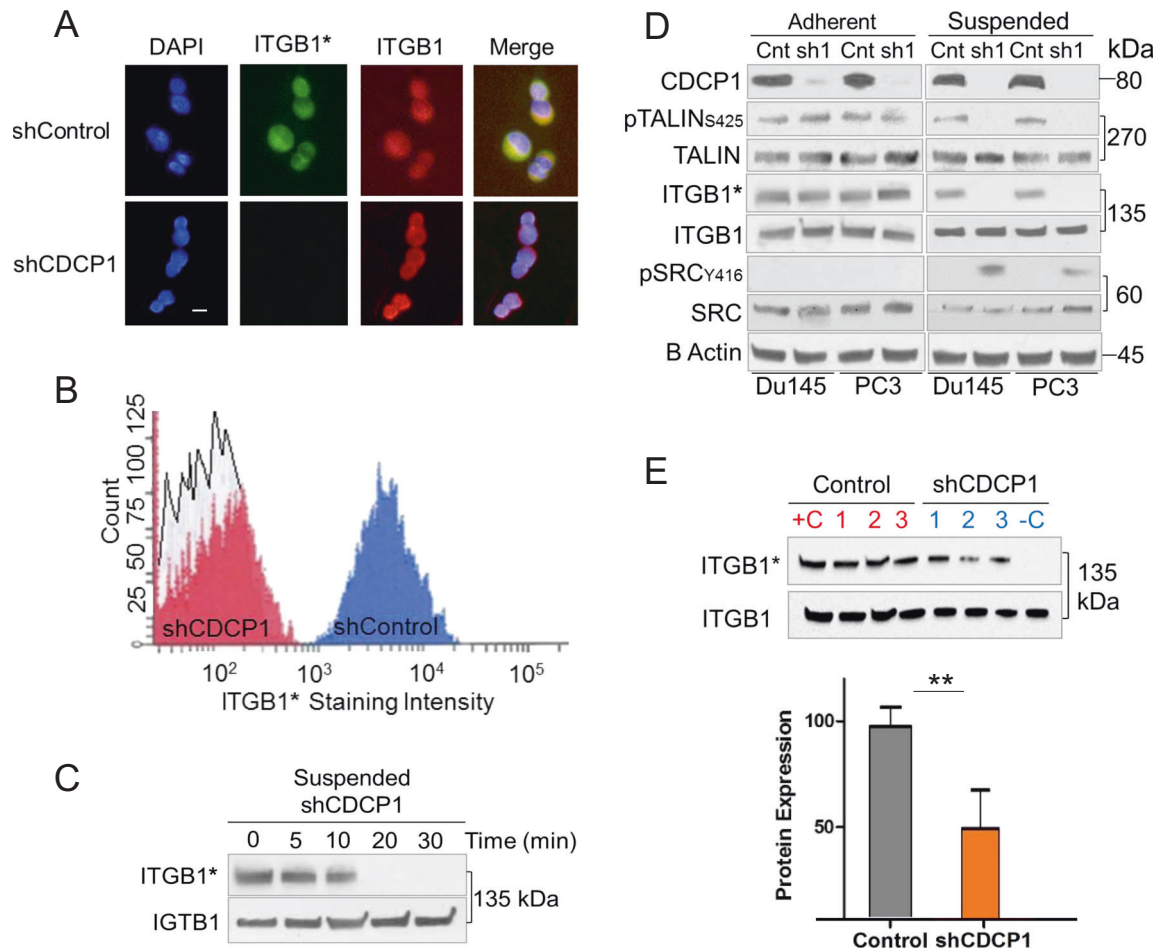 A
DAPI ITGB1* ITGB1 Merge
shControl
shCDCP1
B
Count
0 25 50 75 100 125
shCDCP1 shControl
10² 10³ 10⁴ 10⁵
ITGB1* Staining Intensity
C
Suspended
shCDCP1
0 5 10 20 30 Time (min)
ITGB1*
IGTB1
135 kDa
D
Adherent Suspended
Cnt sh1 Cnt sh1 Cnt sh1 Cnt sh1 kDa
CDCP1 80
pTALINS425
TALIN
270
ITGB1*
ITGB1
135
pSRCY416
SRC
60
B Actin 45
Du145 PC3 Du145 PC3
E
Control shCDCP1
+C 1 2 3 1 2 3 -C
ITGB1*
ITGB1
135
kDa
**
Protein Expression
100
50
Control shCDCP1